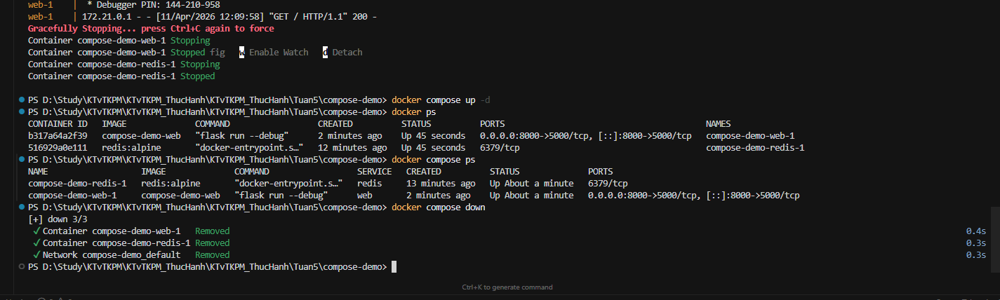 web-1    |  * Debugger PIN: 144-210-958
web-1    | 172.21.0.1 - - [11/Apr/2026 12:09:58] "GET / HTTP/1.1" 200 -
Gracefully Stopping... press Ctrl+C again to force
Container compose-demo-web-1 Stopping
Container compose-demo-web-1 Stopped fig   w Enable Watch   d Detach
Container compose-demo-redis-1 Stopping
Container compose-demo-redis-1 Stopped
PS D:\Study\KTvTKPM\KTvTKPM_ThucHanh\Tuan5\compose-demo> docker compose up -d
PS D:\Study\KTvTKPM\KTvTKPM_ThucHanh\Tuan5\compose-demo> docker ps
CONTAINER ID   IMAGE              COMMAND                  CREATED          STATUS          PORTS                                         NAMES
b317a64a2f39   compose-demo-web   "flask run --debug"      2 minutes ago    Up 45 seconds   0.0.0.0:8000->5000/tcp, [::]:8000->5000/tcp   compose-demo-web-1
516929a0e111   redis:alpine       "docker-entrypoint.s…"   12 minutes ago   Up 45 seconds   6379/tcp                                      compose-demo-redis-1
PS D:\Study\KTvTKPM\KTvTKPM_ThucHanh\Tuan5\compose-demo> docker compose ps
NAME                   IMAGE              COMMAND                  SERVICE   CREATED          STATUS              PORTS
compose-demo-redis-1   redis:alpine       "docker-entrypoint.s…"   redis     13 minutes ago   Up About a minute   6379/tcp
compose-demo-web-1     compose-demo-web   "flask run --debug"      web       2 minutes ago    Up About a minute   0.0.0.0:8000->5000/tcp, [::]:8000->5000/tcp
PS D:\Study\KTvTKPM\KTvTKPM_ThucHanh\Tuan5\compose-demo> docker compose down
[+] down 3/3
✓ Container compose-demo-web-1   Removed   0.4s
✓ Container compose-demo-redis-1 Removed   0.3s
✓ Network compose-demo_default   Removed   0.3s
PS D:\Study\KTvTKPM\KTvTKPM_ThucHanh\Tuan5\compose-demo>
Ctrl+K to generate command